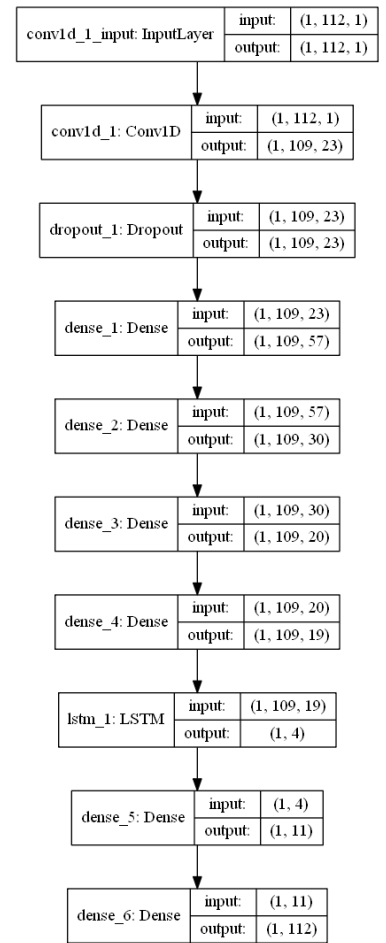 conv1d_1_input: InputLayer input: (1, 112, 1)
output: (1, 112, 1)
conv1d_1: Conv1D input: (1, 112, 1)
output: (1, 109, 23)
dropout_1: Dropout input: (1, 109, 23)
output: (1, 109, 23)
dense_1: Dense input: (1, 109, 23)
output: (1, 109, 57)
dense_2: Dense input: (1, 109, 57)
output: (1, 109, 30)
dense_3: Dense input: (1, 109, 30)
output: (1, 109, 20)
dense_4: Dense input: (1, 109, 20)
output: (1, 109, 19)
lstm_1: LSTM input: (1, 109, 19)
output: (1, 4)
dense_5: Dense input: (1, 4)
output: (1, 11)
dense_6: Dense input: (1, 11)
output: (1, 112)